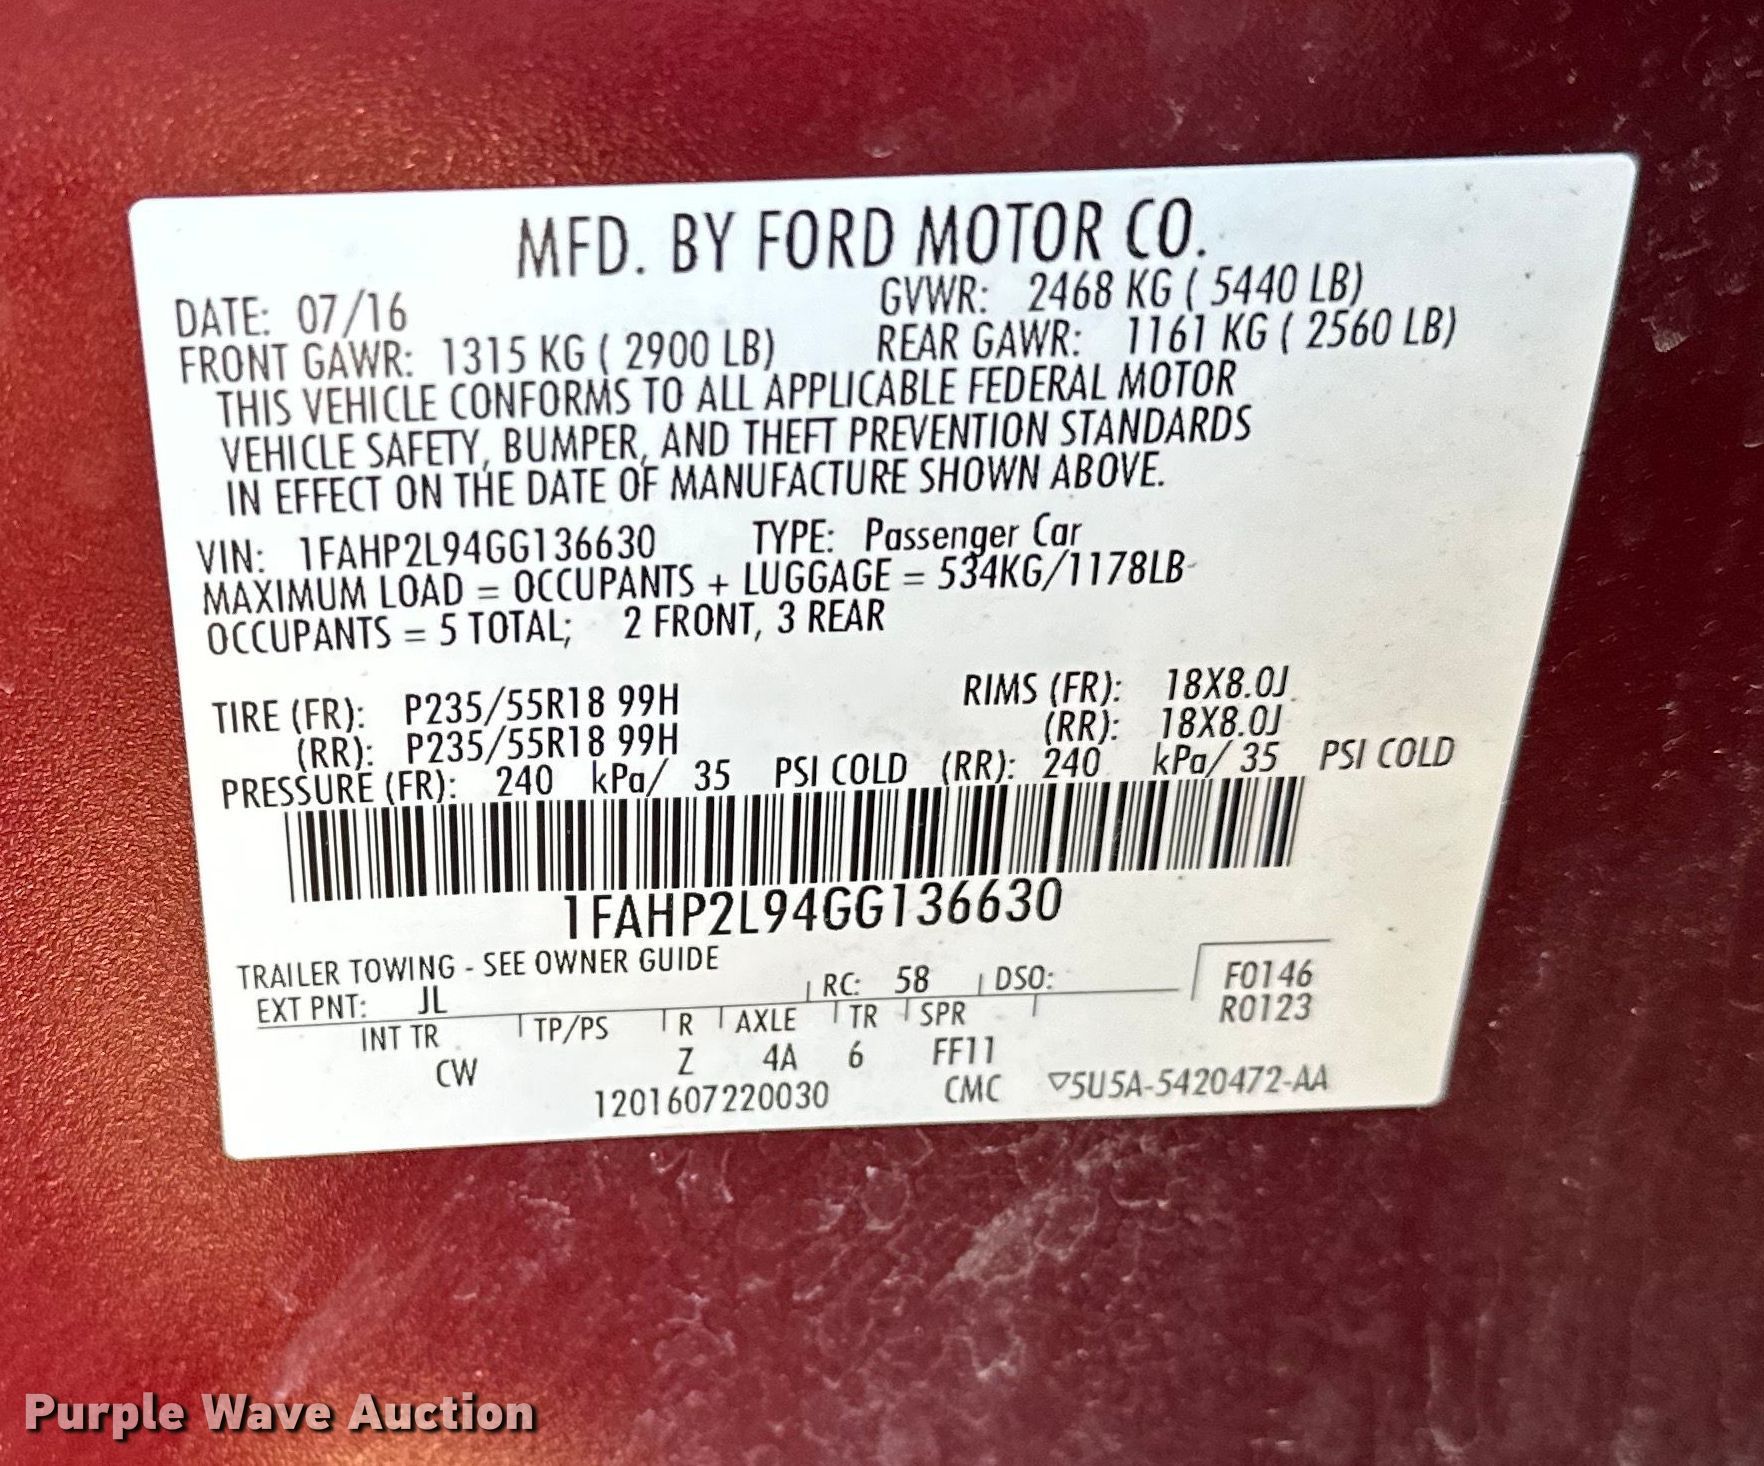 MFD. BY FORD MOTOR CO.
DATE: 07/16 GVWR: 2468 KG ( 5440 LB)
FRONT GAWR: 1315 KG ( 2900 LB) REAR GAWR: 1161 KG ( 2560 LB)
THIS VEHICLE CONFORMS TO ALL APPLICABLE FEDERAL MOTOR
VEHICLE SAFETY, BUMPER, AND THEFT PREVENTION STANDARDS
IN EFFECT ON THE DATE OF MANUFACTURE SHOWN ABOVE.
VIN: 1FAHP2L94GG136630 TYPE: Passenger Car
MAXIMUM LOAD = OCCUPANTS + LUGGAGE = 534KG/1178LB
OCCUPANTS = 5 TOTAL; 2 FRONT, 3 REAR
TIRE (FR): P235/55R18 99H RIMS (FR): 18X8.0J
(RR): P235/55R18 99H (RR): 18X8.0J
PRESSURE (FR): 240 kPa/ 35 PSI COLD (RR): 240 kPa/ 35 PSI COLD
1FAHP2L94GG136630
TRAILER TOWING - SEE OWNER GUIDE
EXT PNT: JL RC: 58 DSO: F0146
INT TR TP/PS R AXLE TR SPR R0123
CW Z 4A 6 FF11
1201607220030 CMC ▽5U5A-5420472-AA
Purple Wave Auction